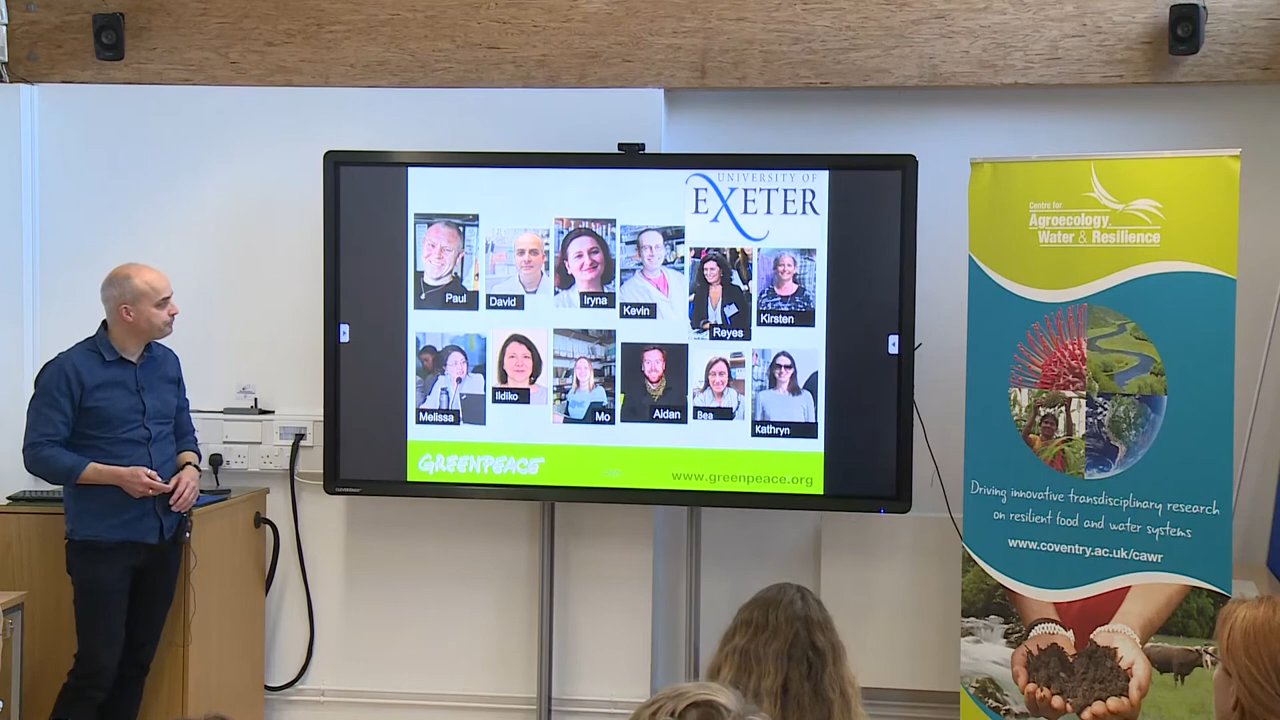 UNIVERSITY OF
EXETER
Paul
David
Iryna
Kevin
Reyes
Kirsten
Melissa
Ildiko
Mo
Aidan
Bea
Kathryn
GREENPEACE
www.greenpeace.org
Centre for
Agroecology,
Water & Resilience
Driving innovative transdisciplinary research
on resilient food and water systems
www.coventry.ac.uk/cawr